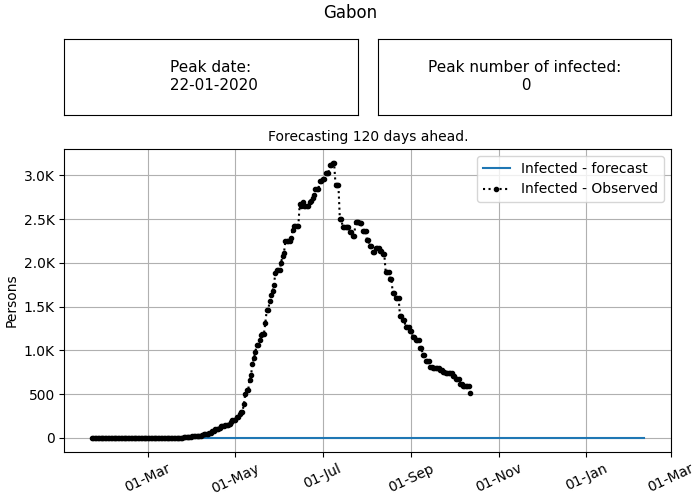 Gabon
Peak date:
22-01-2020
Peak number of infected:
0
Forecasting 120 days ahead.
Infected - forecast
Infected - Observed
3.0K
2.5K
2.0K
1.5K
1.0K
500
0
Persons
01-Mar
01-May
01-Jul
01-Sep
01-Nov
01-Jan
01-Mar